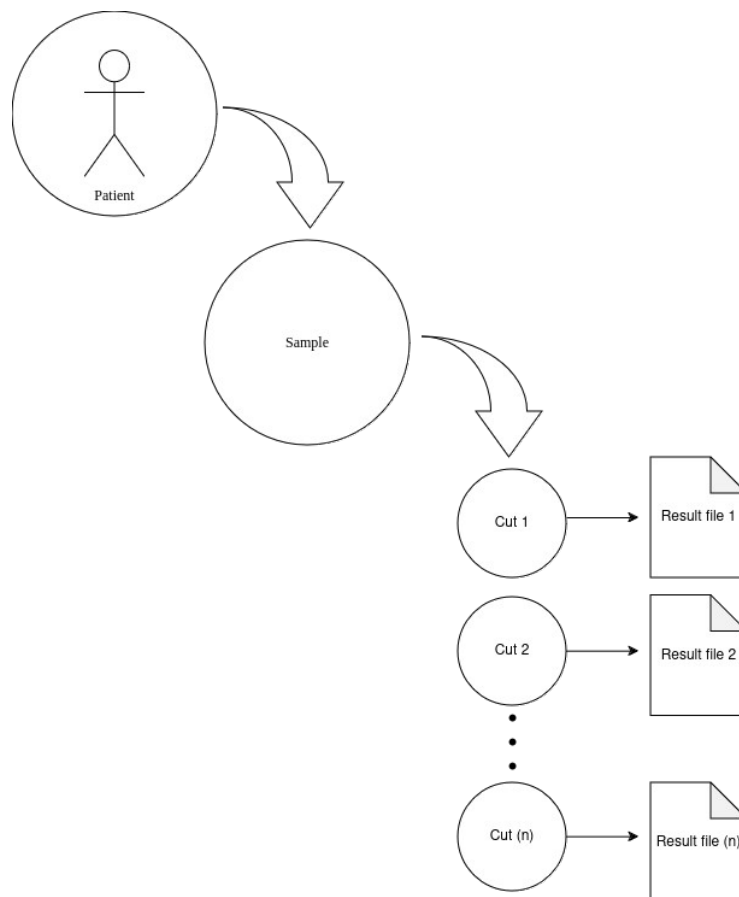 Patient
Sample
Cut 1
Result file 1
Cut 2
Result file 2
Cut (n)
Result file (n)